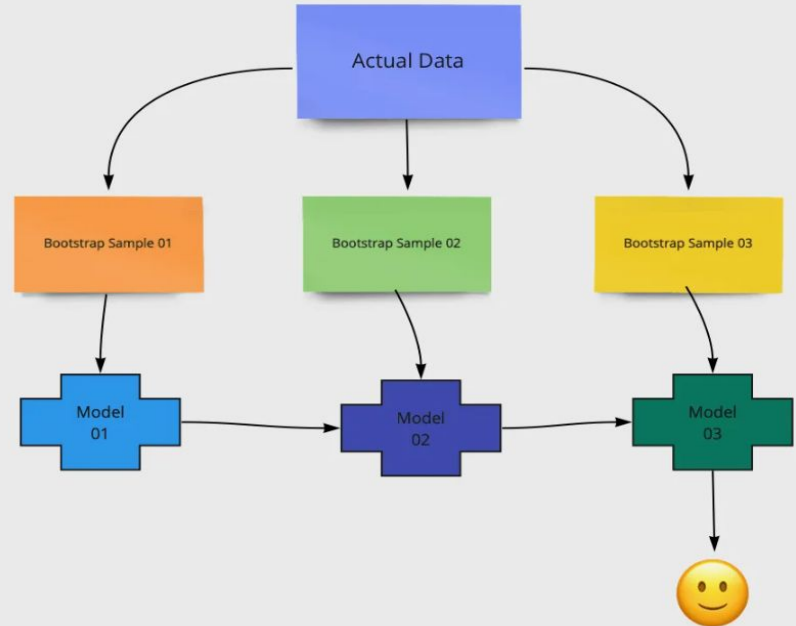 Actual Data
Bootstrap Sample 01
Bootstrap Sample 02
Bootstrap Sample 03
Model
01
Model
02
Model
03